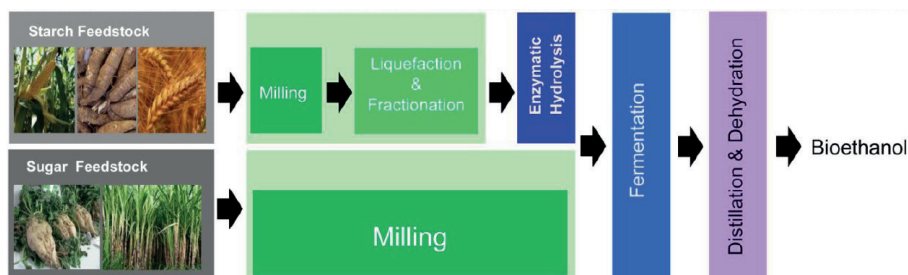 Starch Feedstock
Milling
Liquefaction
&
Fractionation
Enzymatic
Hydrolysis
Sugar Feedstock
Milling
Fermentation
Distillation & Dehydration
Bioethanol